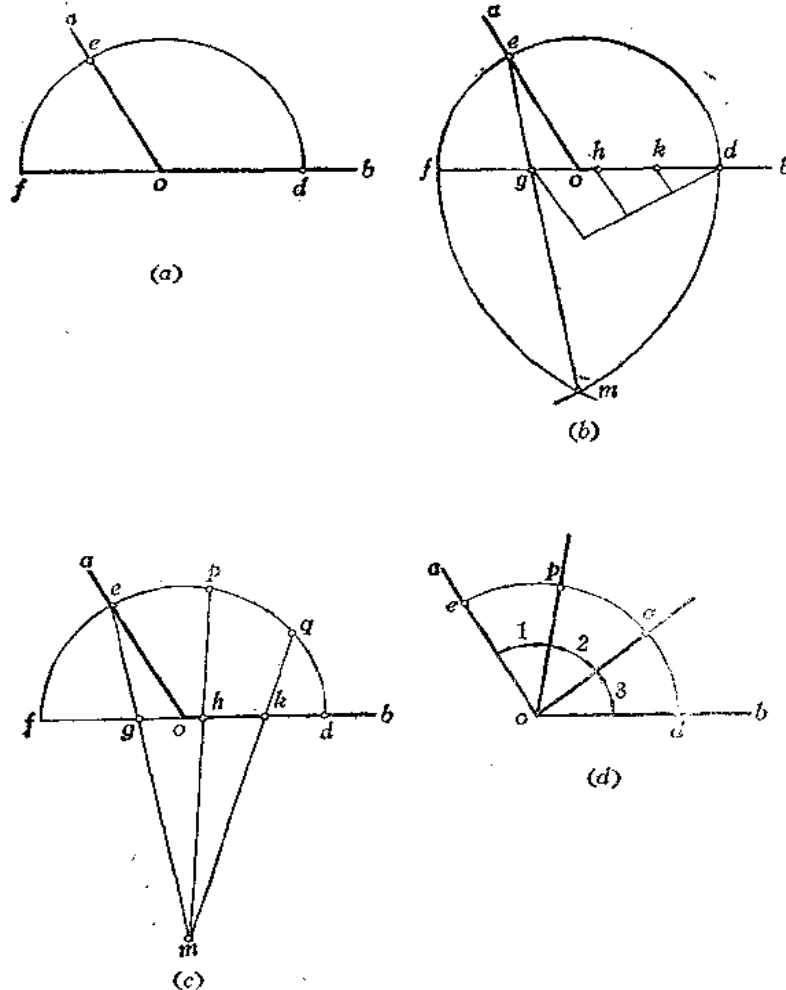 a
e
f o d b
(a)
a
e
f g o h k d b
m
(b)
a e p
q
f g o h k d b
m
(c)
a
e p
1 2
3
o d b
(d)